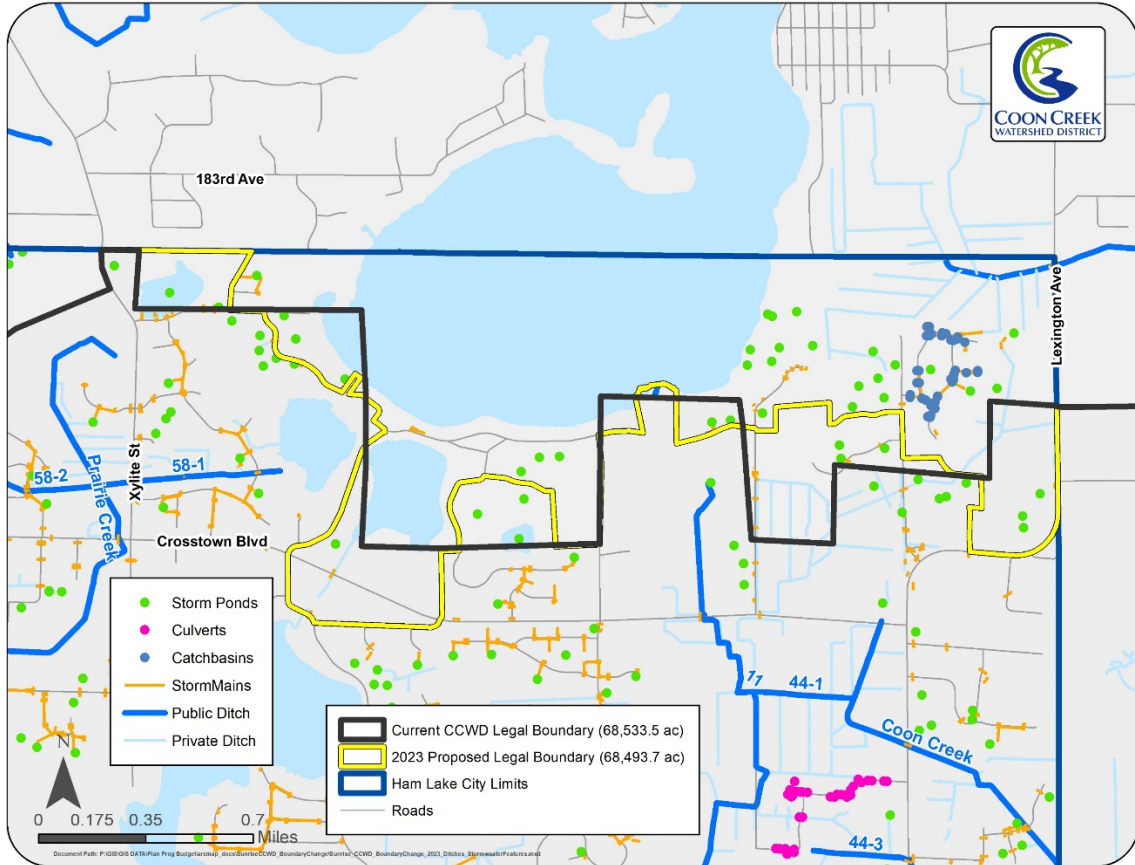 COON CREEK
WATERSHED DISTRICT
183rd Ave
Lexington Ave
Xylite St
58-2
58-1
Prairie Creek
Crosstown Blvd
Storm Ponds
Culverts
Catchbasins
StormMains
Public Ditch
Private Ditch
11
44-1
Coon Creek
Current CCWD Legal Boundary (68,533.5 ac)
2023 Proposed Legal Boundary (68,493.7 ac)
Ham Lake City Limits
Roads
N
0 0.175 0.35 0.7
Miles
44-3